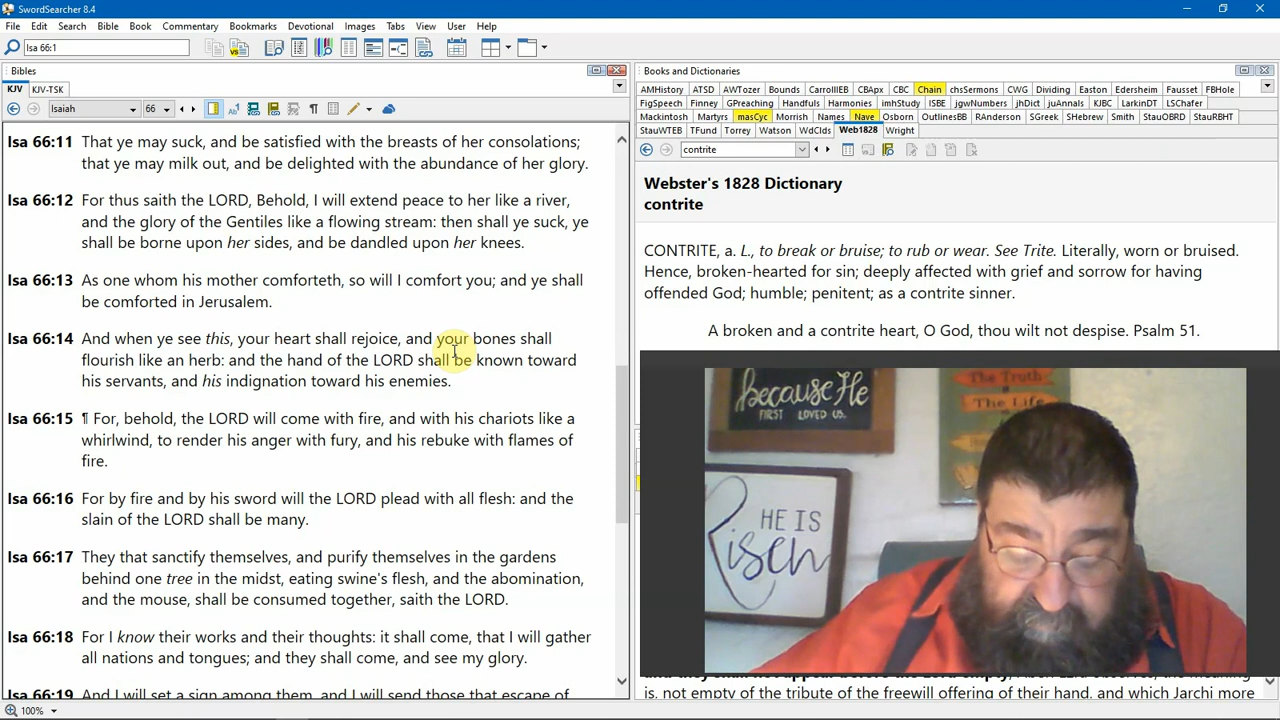 SwordSearcher 8.4
File Edit Search Bible Book Commentary Bookmarks Devotional Images Tabs View User Help
Isa 66:1
Bibles
KJV KJV-TSK
Isaiah 66
Isa 66:11 That ye may suck, and be satisfied with the breasts of her consolations;
that ye may milk out, and be delighted with the abundance of her glory.
Isa 66:12 For thus saith the LORD, Behold, I will extend peace to her like a river,
and the glory of the Gentiles like a flowing stream: then shall ye suck, ye
shall be borne upon her sides, and be dandled upon her knees.
Isa 66:13 As one whom his mother comforteth, so will I comfort you; and ye shall
be comforted in Jerusalem.
Isa 66:14 And when ye see this, your heart shall rejoice, and your bones shall
flourish like an herb: and the hand of the LORD shall be known toward
his servants, and his indignation toward his enemies.
Isa 66:15 ¶ For, behold, the LORD will come with fire, and with his chariots like a
whirlwind, to render his anger with fury, and his rebuke with flames of
fire.
Isa 66:16 For by fire and by his sword will the LORD plead with all flesh: and the
slain of the LORD shall be many.
Isa 66:17 They that sanctify themselves, and purify themselves in the gardens
behind one tree in the midst, eating swine's flesh, and the abomination,
and the mouse, shall be consumed together, saith the LORD.
Isa 66:18 For I know their works and their thoughts: it shall come, that I will gather
all nations and tongues; and they shall come, and see my glory.
Isa 66:19 And I will set a sign among them, and I will send those that escape of
100%
Books and Dictionaries
AMHistory ATSD AWTozer Bounds CarrollEIB CBApx Chain chsSermons CWG Dividing Easton Edersheim Fausset FBHole
FigSpeech Finney GPreaching Handfuls Harmonies imhStudy ISBE jgwNumbers jhDict juAnnals KJBC LarkinDT LSChafer
Mackintosh Martyrs masCyc Morrish Names Nave Osborn OutlinesBB RAnderson SGreek SHebrew Smith StauOBRD StauRBHT
StauWTEB TFund Torrey Watson WdClds Web1828 Wright
contrite
Webster's 1828 Dictionary
contrite
CONTRITE, a. L., to break or bruise; to rub or wear. See Trite. Literally, worn or bruised.
Hence, broken-hearted for sin; deeply affected with grief and sorrow for having
offended God; humble; penitent; as a contrite sinner.
A broken and a contrite heart, O God, thou wilt not despise. Psalm 51.
because He
FIRST LOVED US.
The Truth
The Life
HE IS
Risen
is, not empty of the tribute of the freewill offering of their hand, and which Jarchi more